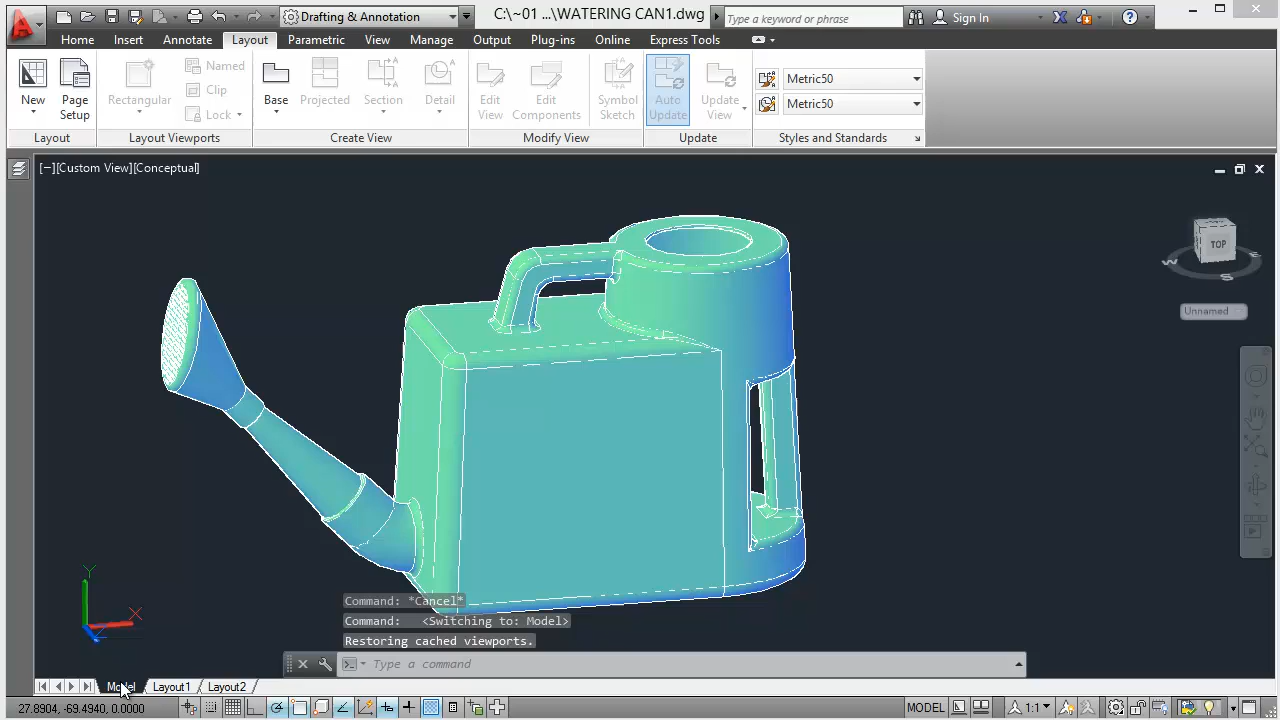 Drafting & Annotation
C:\~01 ...\WATERING CAN1.dwg
Type a keyword or phrase
Sign In
Home Insert Annotate Layout Parametric View Manage Output Plug-ins Online Express Tools
New
Page Setup
Rectangular
Named
Clip
Lock
Base
Projected
Section
Detail
Edit View
Edit Components
Symbol Sketch
Auto Update
Update View
Metric50
Metric50
Layout Layout Viewports Create View Modify View Update Styles and Standards
[−][Custom View][Conceptual]
TOP
W S
Unnamed
Y
X
Command: *Cancel*
Command: <Switching to: Model>
Restoring cached viewports.
Type a command
Model Layout1 Layout2
27.8904, -69.4940, 0.0000
MODEL
1:1